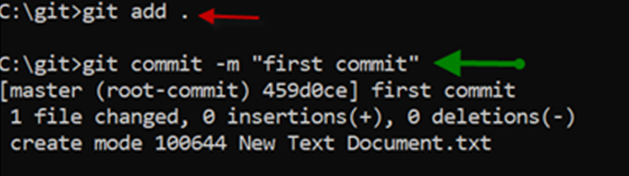 C:\git>git add .
C:\git>git commit -m "first commit"
[master (root-commit) 459d0ce] first commit
1 file changed, 0 insertions(+), 0 deletions(-)
create mode 100644 New Text Document.txt